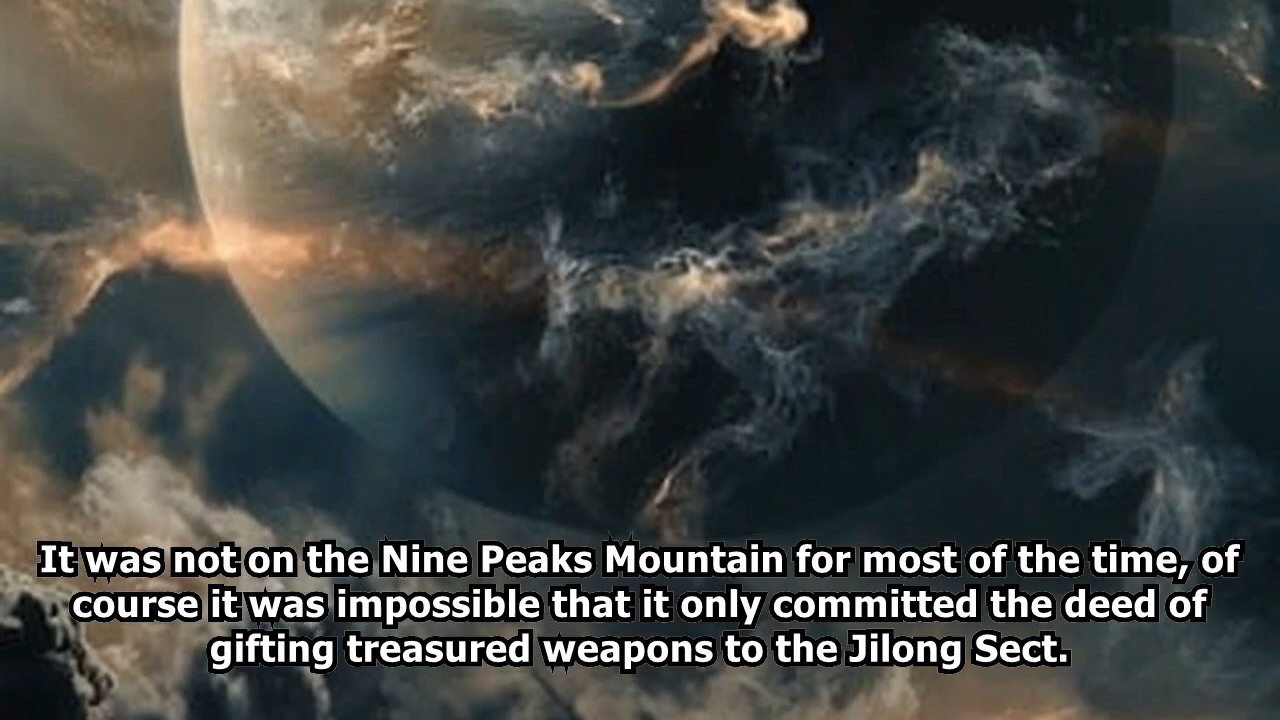 It was not on the Nine Peaks Mountain for most of the time, of
course it was impossible that it only committed the deed of
gifting treasured weapons to the Jilong Sect.